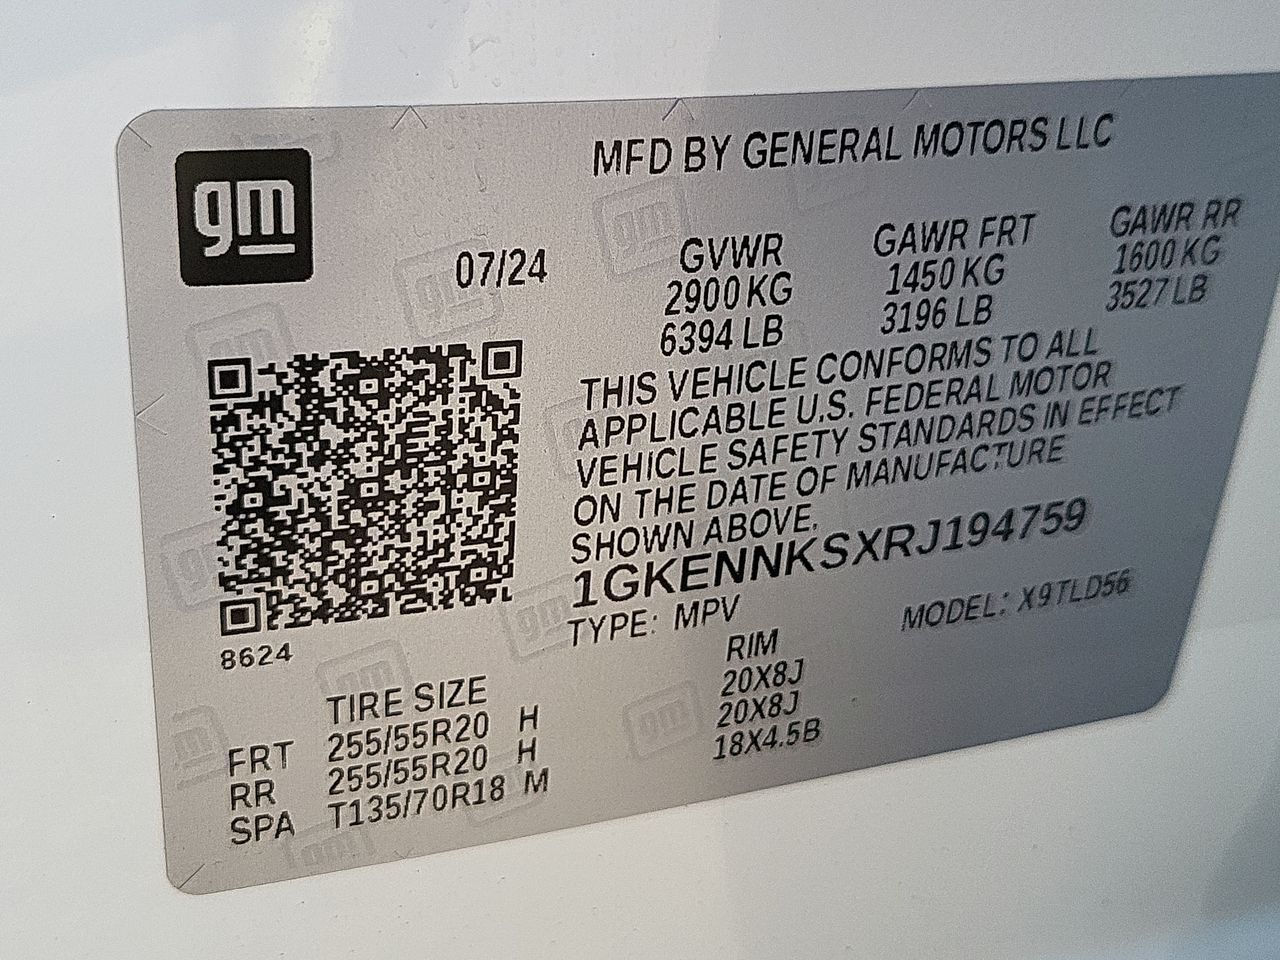 gm
MFD BY GENERAL MOTORS LLC
07/24
GVWR GAWR FRT GAWR RR
2900 KG 1450 KG 1600 KG
6394 LB 3196 LB 3527 LB
THIS VEHICLE CONFORMS TO ALL
APPLICABLE U.S. FEDERAL MOTOR
VEHICLE SAFETY STANDARDS IN EFFECT
ON THE DATE OF MANUFACTURE
SHOWN ABOVE.
1GKENNKSXRJ194759
TYPE: MPV MODEL: X9TLD56
8624
TIRE SIZE RIM
FRT 255/55R20 H 20X8J
RR 255/55R20 H 20X8J
SPA T135/70R18 M 18X4.5B